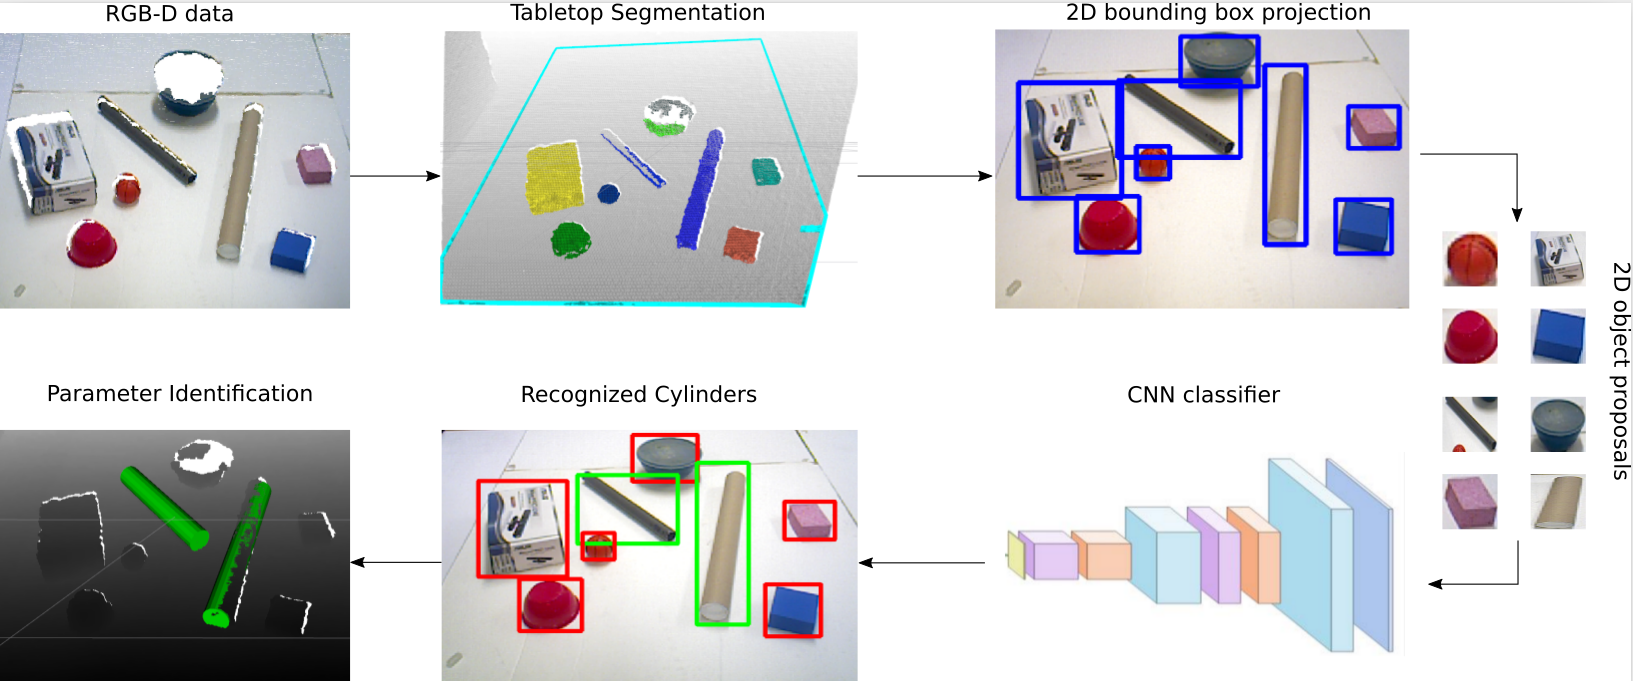 RGB-D data
Tabletop Segmentation
2D bounding box projection
2D object proposals
Parameter Identification
Recognized Cylinders
CNN classifier